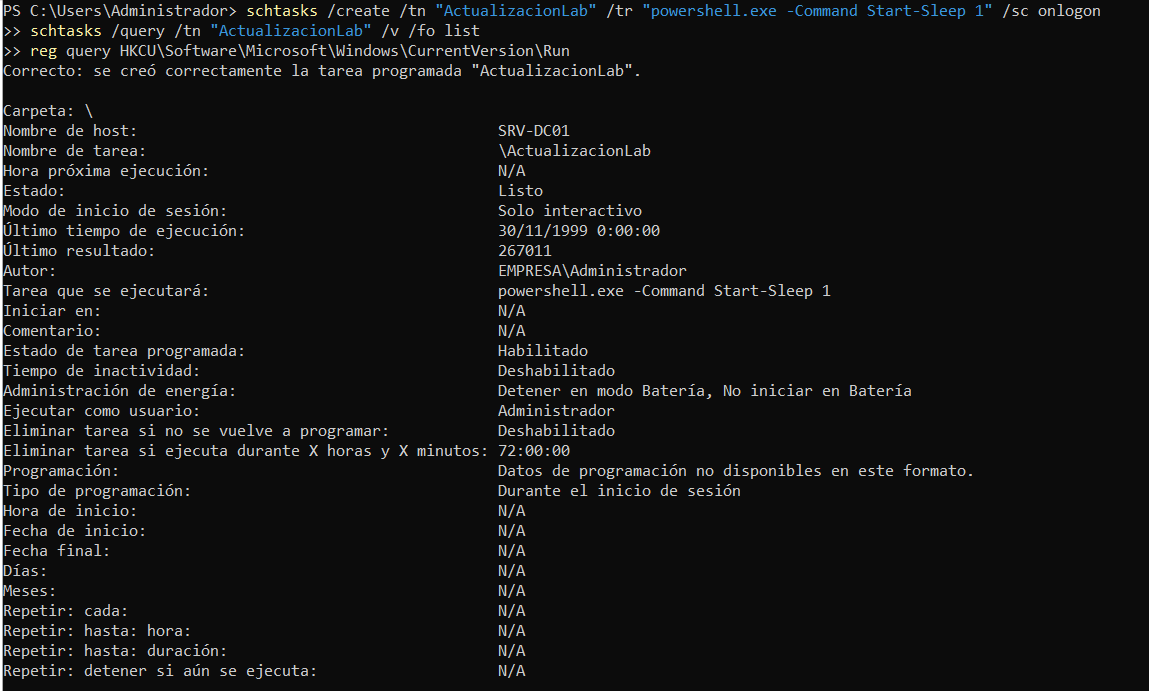 PS C:\Users\Administrador> schtasks /create /tn "ActualizacionLab" /tr "powershell.exe -Command Start-Sleep 1" /sc onlogon
>> schtasks /query /tn "ActualizacionLab" /v /fo list
>> reg query HKCU\Software\Microsoft\Windows\CurrentVersion\Run
Correcto: se creó correctamente la tarea programada "ActualizacionLab".
Carpeta: \
Nombre de host: SRV-DC01
Nombre de tarea: \ActualizacionLab
Hora próxima ejecución: N/A
Estado: Listo
Modo de inicio de sesión: Solo interactivo
Último tiempo de ejecución: 30/11/1999 0:00:00
Último resultado: 267011
Autor: EMPRESA\Administrador
Tarea que se ejecutará: powershell.exe -Command Start-Sleep 1
Iniciar en: N/A
Comentario: N/A
Estado de tarea programada: Habilitado
Tiempo de inactividad: Deshabilitado
Administración de energía: Detener en modo Batería, No iniciar en Batería
Ejecutar como usuario: Administrador
Eliminar tarea si no se vuelve a programar: Deshabilitado
Eliminar tarea si ejecuta durante X horas y X minutos: 72:00:00
Programación: Datos de programación no disponibles en este formato.
Tipo de programación: Durante el inicio de sesión
Hora de inicio: N/A
Fecha de inicio: N/A
Fecha final: N/A
Días: N/A
Meses: N/A
Repetir: cada: N/A
Repetir: hasta: hora: N/A
Repetir: hasta: duración: N/A
Repetir: detener si aún se ejecuta: N/A